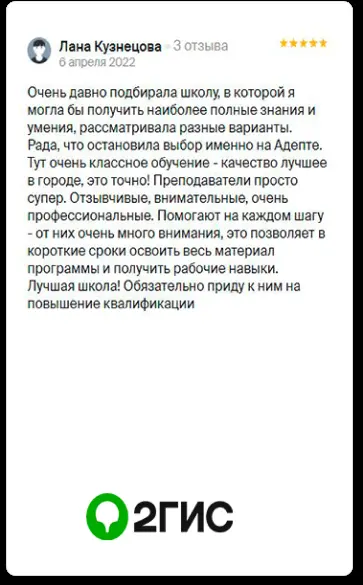 Лана Кузнецова 3 отзыва
6 апреля 2022
Очень давно подбирала школу, в которой я
могла бы получить наиболее полные знания и
умения, рассматривала разные варианты.
Рада, что остановила выбор именно на Адепте.
Тут очень классное обучение - качество лучшее
в городе, это точно! Преподаватели просто
супер. Отзывчивые, внимательные, очень
профессиональные. Помогают на каждом шагу
- от них очень много внимания, это позволяет в
короткие сроки освоить весь материал
программы и получить рабочие навыки.
Лучшая школа! Обязательно приду к ним на
повышение квалификации
2ГИС